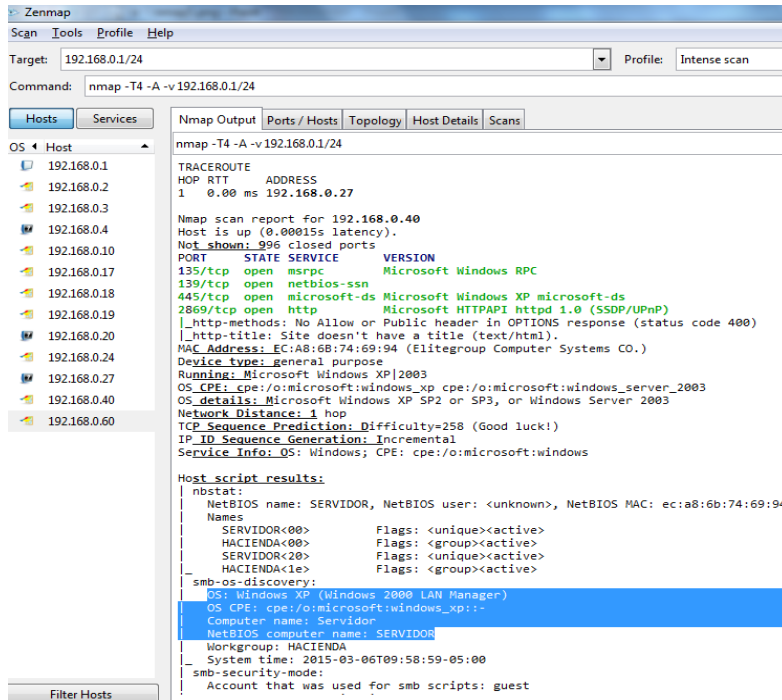 Zenmap
Scan Tools Profile Help
Target: 192.168.0.1/24 Profile: Intense scan
Command: nmap -T4 -A -v 192.168.0.1/24
Hosts Services
OS Host
192.168.0.1
192.168.0.2
192.168.0.3
192.168.0.4
192.168.0.10
192.168.0.17
192.168.0.18
192.168.0.19
192.168.0.20
192.168.0.24
192.168.0.27
192.168.0.40
192.168.0.60
Filter Hosts
Nmap Output Ports / Hosts Topology Host Details Scans
nmap -T4 -A -v 192.168.0.1/24
TRACEROUTE
HOP RTT ADDRESS
1 0.00 ms 192.168.0.27
Nmap scan report for 192.168.0.40
Host is up (0.00015s latency).
Not shown: 996 closed ports
PORT STATE SERVICE VERSION
135/tcp open msrpc Microsoft Windows RPC
139/tcp open netbios-ssn
445/tcp open microsoft-ds Microsoft Windows XP microsoft-ds
2869/tcp open http Microsoft HTTPAPI httpd 1.0 (SSDP/UPnP)
|_http-methods: No Allow or Public header in OPTIONS response (status code 400)
|_http-title: Site doesn't have a title (text/html).
MAC Address: EC:A8:6B:74:69:94 (Elitegroup Computer Systems CO.)
Device type: general purpose
Running: Microsoft Windows XP|2003
OS CPE: cpe:/o:microsoft:windows_xp cpe:/o:microsoft:windows_server_2003
OS details: Microsoft Windows XP SP2 or SP3, or Windows Server 2003
Network Distance: 1 hop
TCP Sequence Prediction: Difficulty=258 (Good luck!)
IP ID Sequence Generation: Incremental
Service Info: OS: Windows; CPE: cpe:/o:microsoft:windows
Host script results:
| nbstat:
| NetBIOS name: SERVIDOR, NetBIOS user: <unknown>, NetBIOS MAC: ec:a8:6b:74:69:94
| Names
| SERVIDOR<00> Flags: <unique><active>
| HACIENDA<00> Flags: <group><active>
| SERVIDOR<20> Flags: <unique><active>
|_ HACIENDA<1e> Flags: <group><active>
| smb-os-discovery:
| OS: Windows XP (Windows 2000 LAN Manager)
| OS CPE: cpe:/o:microsoft:windows_xp::-
| Computer name: Servidor
| NetBIOS computer name: SERVIDOR
| Workgroup: HACIENDA
|_ System time: 2015-03-06T09:58:59-05:00
| smb-security-mode:
| Account that was used for smb scripts: guest